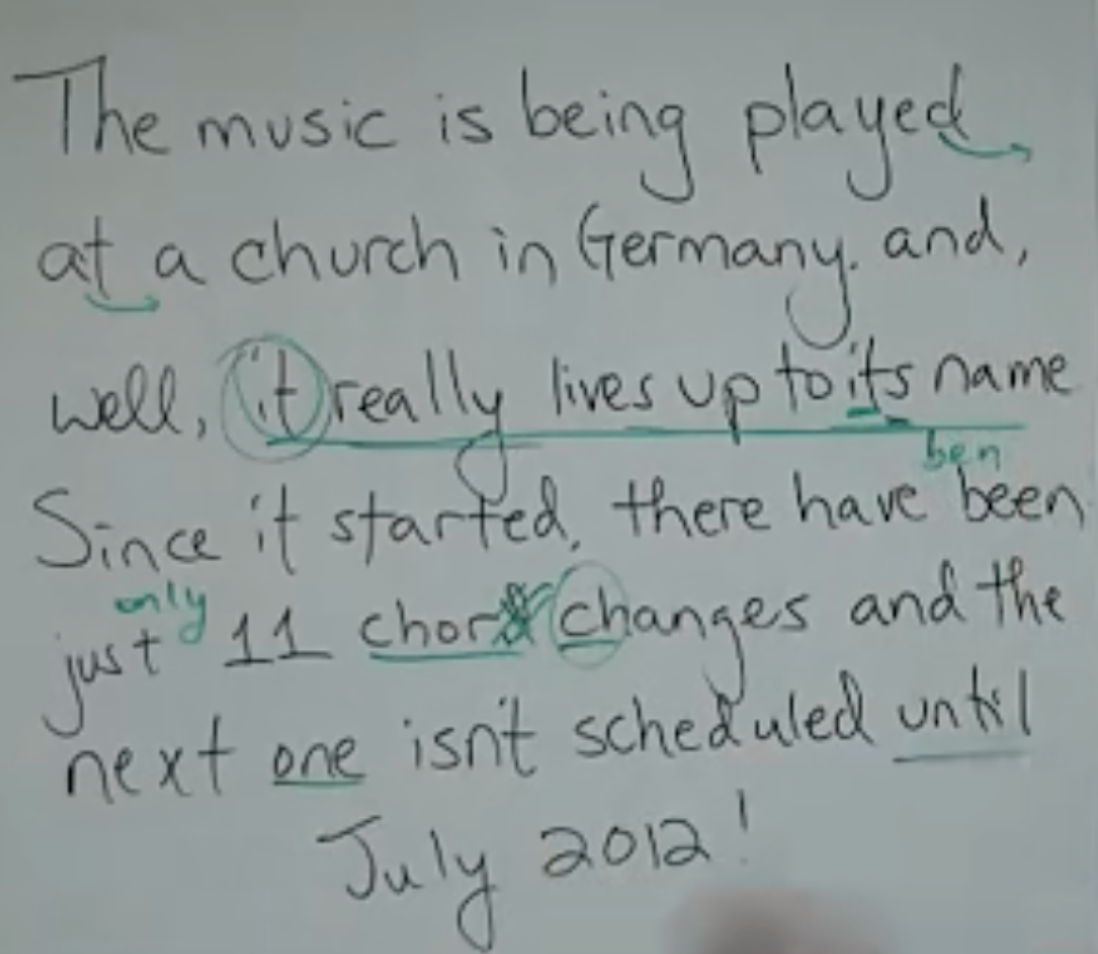 The music is being played
at a church in Germany. and,
well, it really lives up to its name
ben
Since it started, there have been
only
just 11 chord changes and the
next one isn't scheduled until
July 2012!